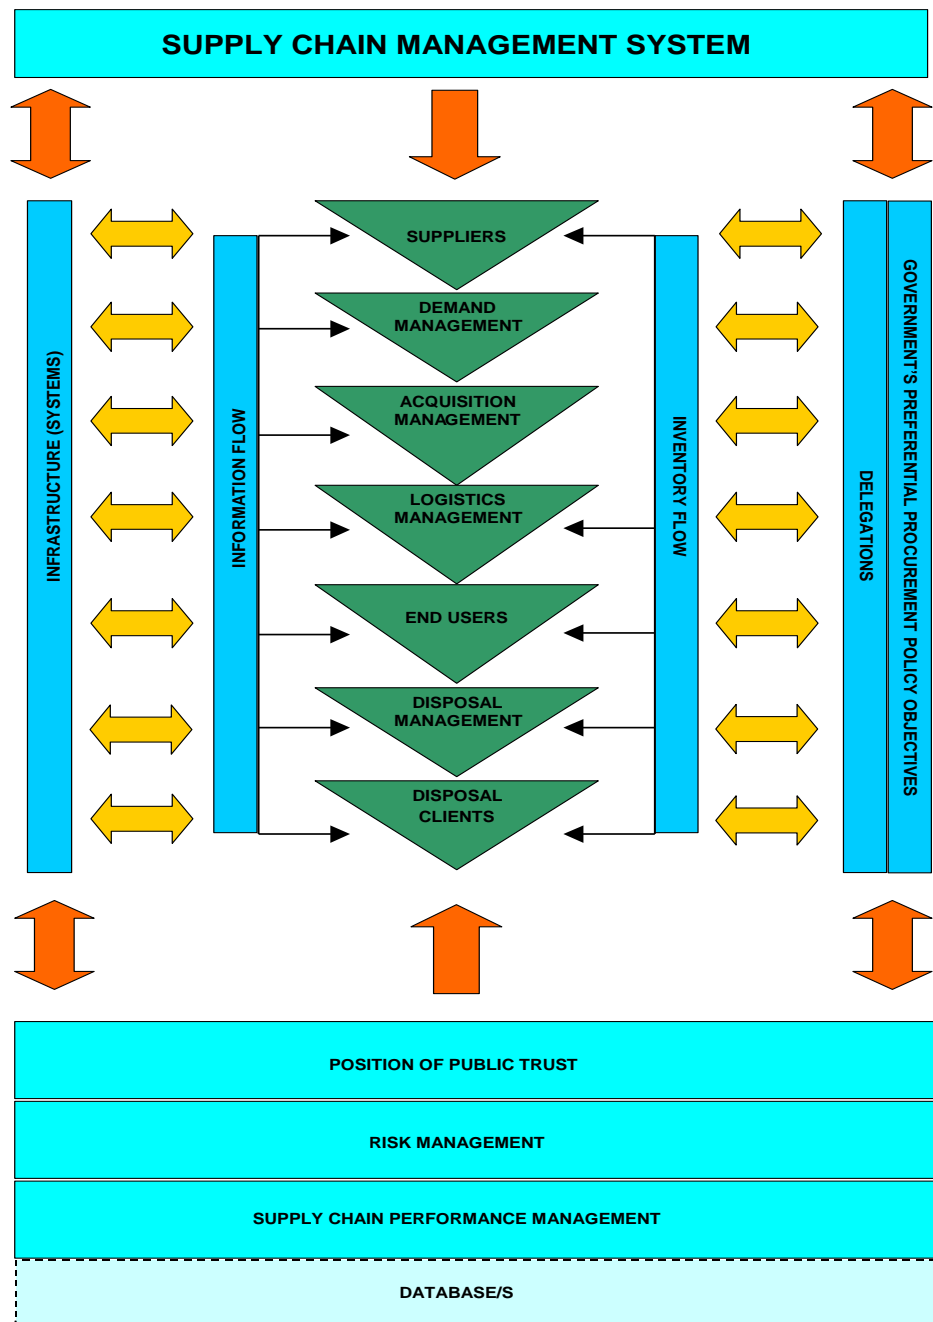 SUPPLY CHAIN MANAGEMENT SYSTEM
INFRASTRUCTURE (SYSTEMS)
INFORMATION FLOW
SUPPLIERS
DEMAND
MANAGEMENT
ACQUISITION
MANAGEMENT
LOGISTICS
MANAGEMENT
END USERS
DISPOSAL
MANAGEMENT
DISPOSAL
CLIENTS
INVENTORY FLOW
DELEGATIONS
GOVERNMENT'S PREFERENTIAL PROCUREMENT POLICY OBJECTIVES
POSITION OF PUBLIC TRUST
RISK MANAGEMENT
SUPPLY CHAIN PERFORMANCE MANAGEMENT
DATABASE/S